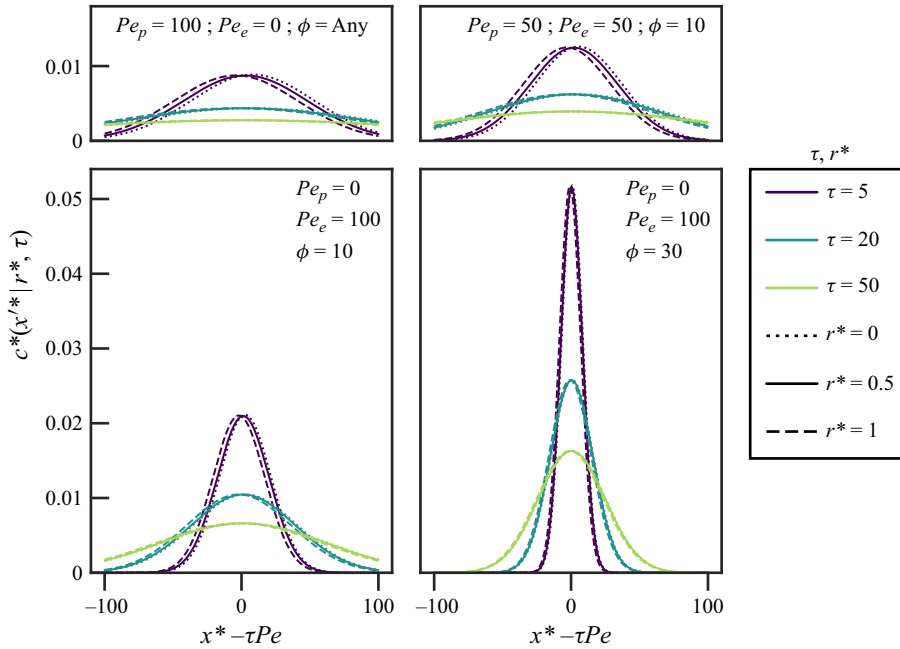 Pe_p = 100 ; Pe_e = 0 ; ϕ = Any
Pe_p = 50 ; Pe_e = 50 ; ϕ = 10
0.01
0
Pe_p = 0
Pe_e = 100
ϕ = 10
Pe_p = 0
Pe_e = 100
ϕ = 30
0.05
0.04
0.03
0.02
0.01
0
c*(x′*|r*, τ)
–100 0 100
–100 0 100
x* –τPe
x* –τPe
τ, r*
τ = 5
τ = 20
τ = 50
r* = 0
r* = 0.5
r* = 1